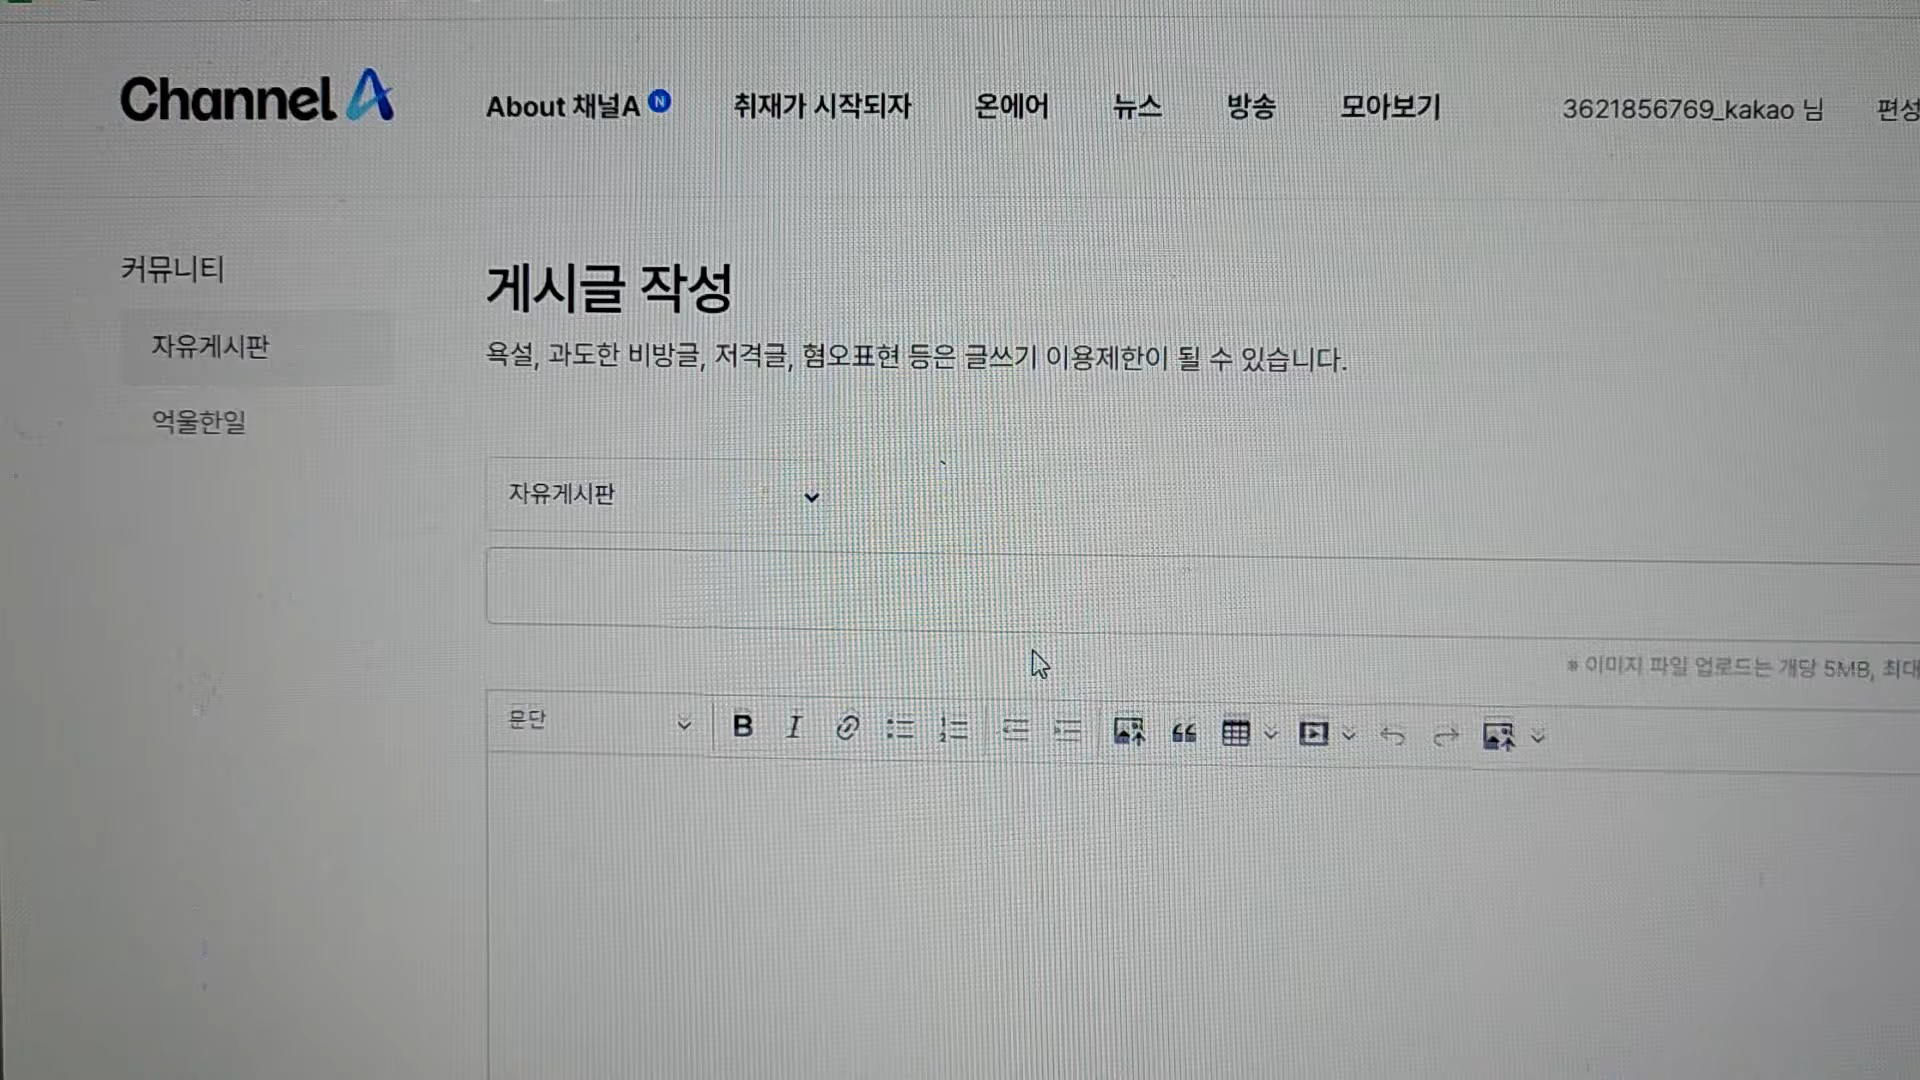 Channel A
About 채널A N
취재가 시작되자
온에어
뉴스
방송
모아보기
3621856769_kakao 님
편성
커뮤니티
자유게시판
억울한일
게시글 작성
욕설, 과도한 비방글, 저격글, 혐오표현 등은 글쓰기 이용제한이 될 수 있습니다.
자유게시판
※ 이미지 파일 업로드는 개당 5MB, 최대
문단
B I